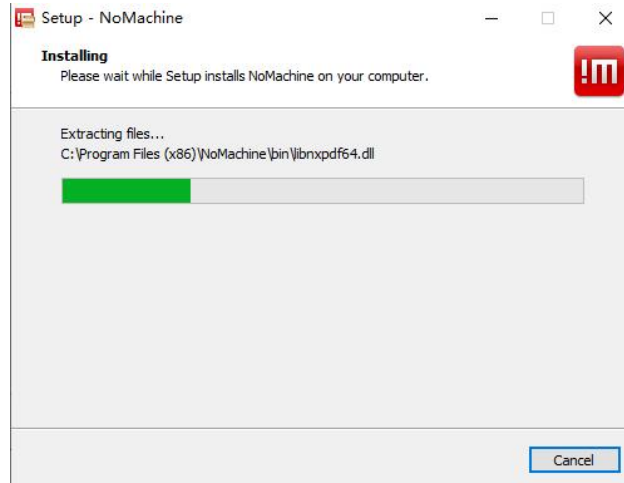 Setup - NoMachine
Installing
Please wait while Setup installs NoMachine on your computer.
!m
Extracting files...
C:\Program Files (x86)\NoMachine\bin\libnxpdf64.dll
Cancel